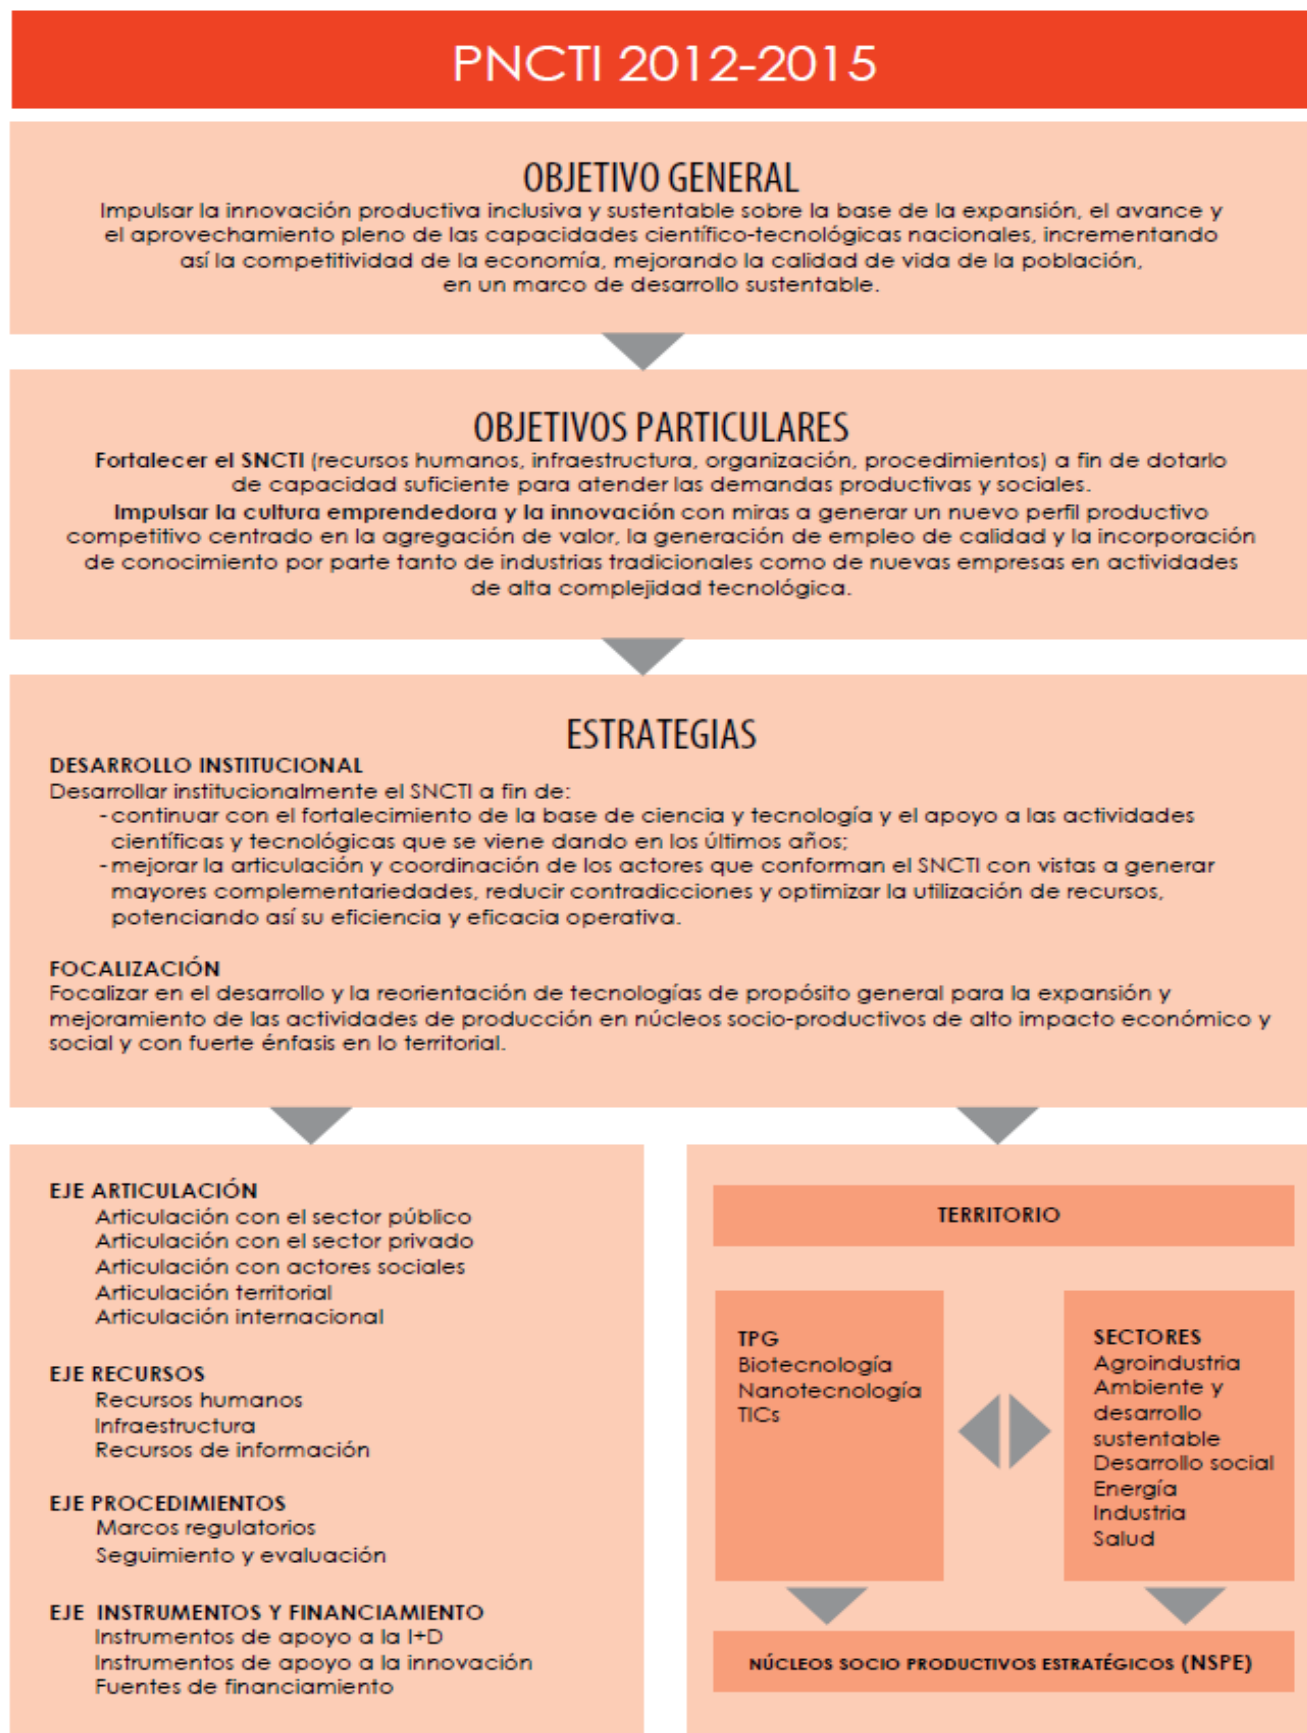 PNCTI 2012-2015
OBJETIVO GENERAL
Impulsar la innovación productiva inclusiva y sustentable sobre la base de la expansión, el avance y
el aprovechamiento pleno de las capacidades científico-tecnológicas nacionales, incrementando
así la competitividad de la economía, mejorando la calidad de vida de la población,
en un marco de desarrollo sustentable.
OBJETIVOS PARTICULARES
Fortalecer el SNCTI (recursos humanos, infraestructura, organización, procedimientos) a fin de dotarlo
de capacidad suficiente para atender las demandas productivas y sociales.
Impulsar la cultura emprendedora y la innovación con miras a generar un nuevo perfil productivo
competitivo centrado en la agregación de valor, la generación de empleo de calidad y la incorporación
de conocimiento por parte tanto de industrias tradicionales como de nuevas empresas en actividades
de alta complejidad tecnológica.
ESTRATEGIAS
DESARROLLO INSTITUCIONAL
Desarrollar institucionalmente el SNCTI a fin de:
- continuar con el fortalecimiento de la base de ciencia y tecnología y el apoyo a las actividades
científicas y tecnológicas que se viene dando en los últimos años;
- mejorar la articulación y coordinación de los actores que conforman el SNCTI con vistas a generar
mayores complementariedades, reducir contradicciones y optimizar la utilización de recursos,
potenciando así su eficiencia y eficacia operativa.
FOCALIZACIÓN
Focalizar en el desarrollo y la reorientación de tecnologías de propósito general para la expansión y
mejoramiento de las actividades de producción en núcleos socio-productivos de alto impacto económico y
social y con fuerte énfasis en lo territorial.
EJE ARTICULACIÓN
Articulación con el sector público
Articulación con el sector privado
Articulación con actores sociales
Articulación territorial
Articulación internacional
EJE RECURSOS
Recursos humanos
Infraestructura
Recursos de información
EJE PROCEDIMIENTOS
Marcos regulatorios
Seguimiento y evaluación
EJE INSTRUMENTOS Y FINANCIAMIENTO
Instrumentos de apoyo a la I+D
Instrumentos de apoyo a la innovación
Fuentes de financiamiento
TERRITORIO
TPG
Biotecnología
Nanotecnología
TICs
SECTORES
Agroindustria
Ambiente y
desarrollo
sustentable
Desarrollo social
Energía
Industria
Salud
NÚCLEOS SOCIO PRODUCTIVOS ESTRATÉGICOS (NSPE)